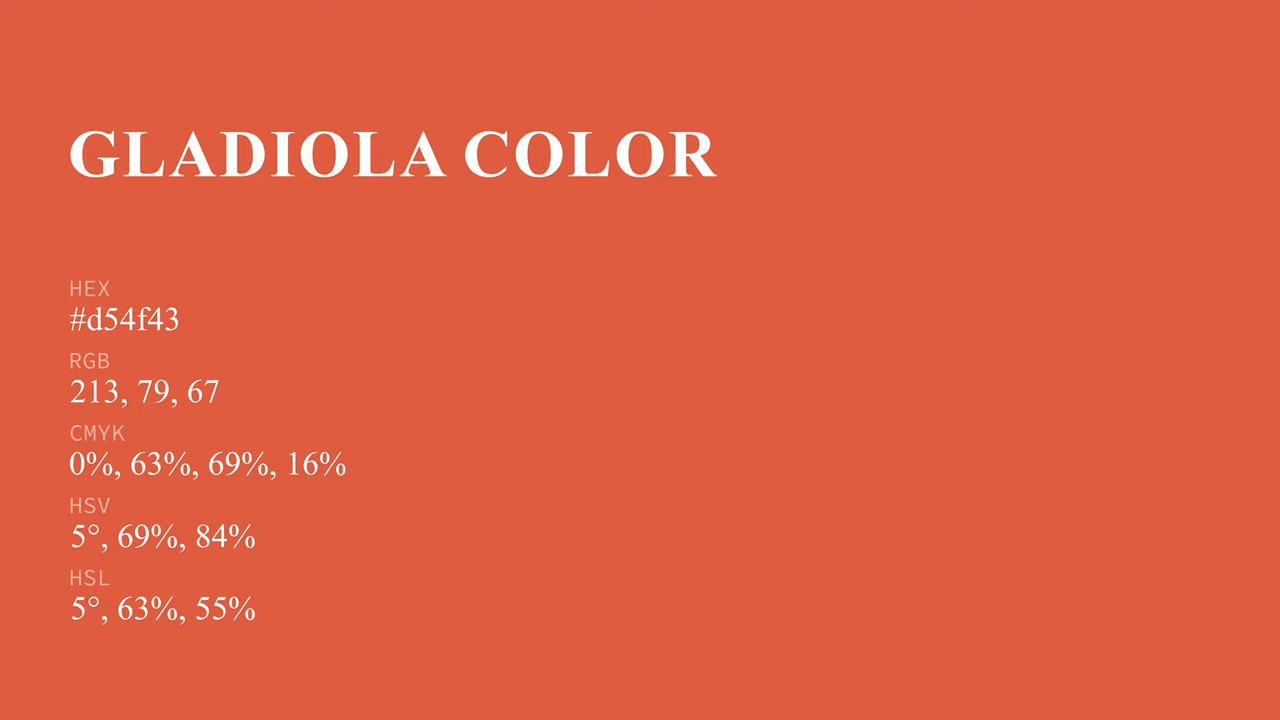 GLADIOLA COLOR
HEX
#d54f43
RGB
213, 79, 67
CMYK
0%, 63%, 69%, 16%
HSV
5°, 69%, 84%
HSL
5°, 63%, 55%